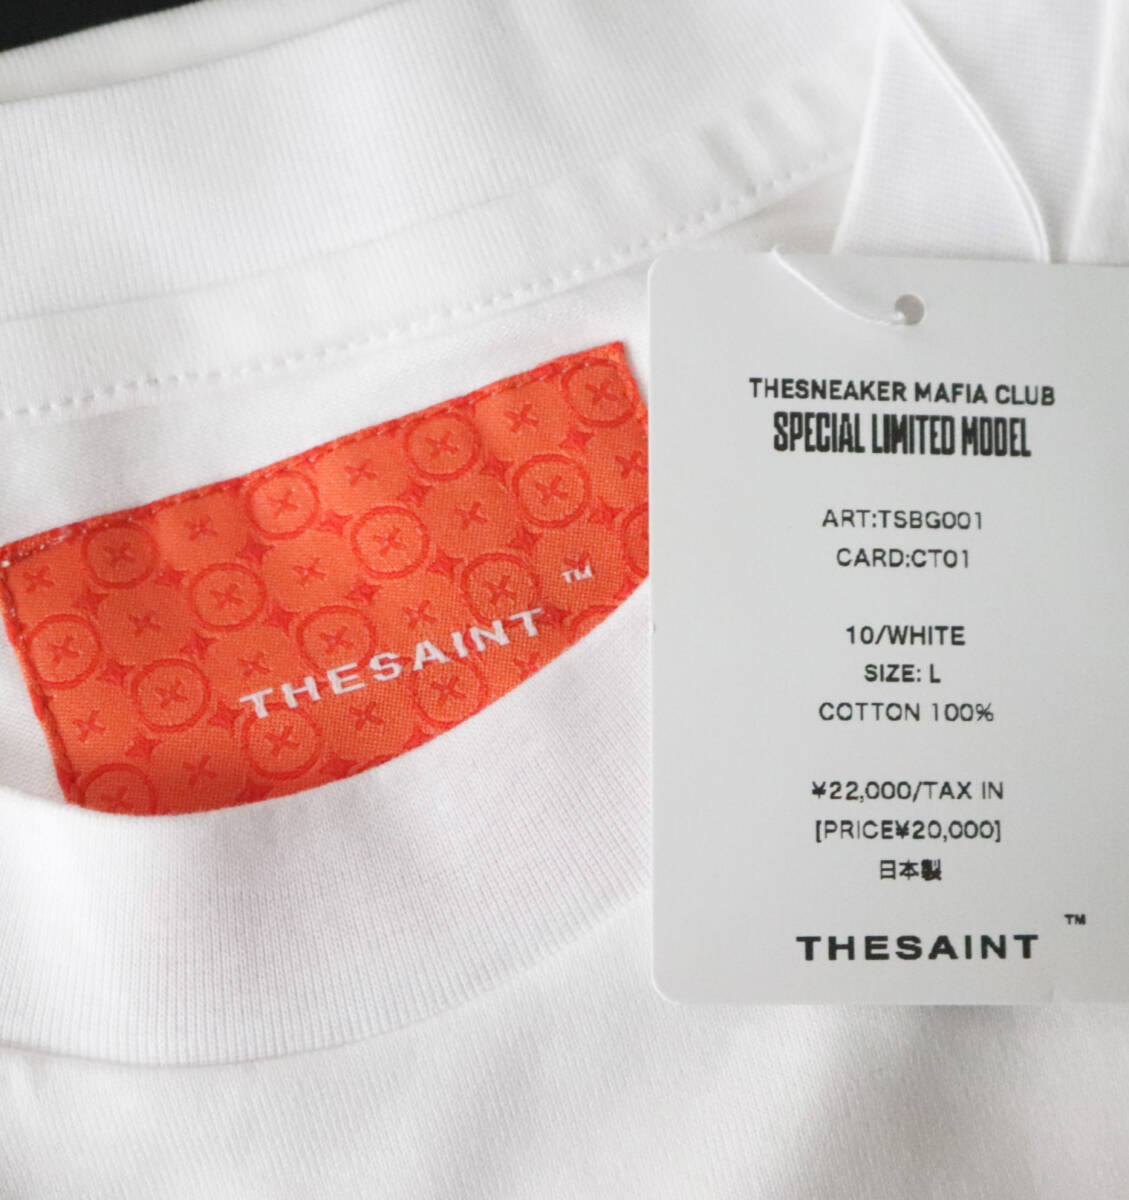 THESAINT™
THESNEAKER MAFIA CLUB
SPECIAL LIMITED MODEL
ART:TSBG001
CARD:CT01
10/WHITE
SIZE: L
COTTON 100%
¥22,000/TAX IN
[PRICE¥20,000]
日本製
THESAINT™